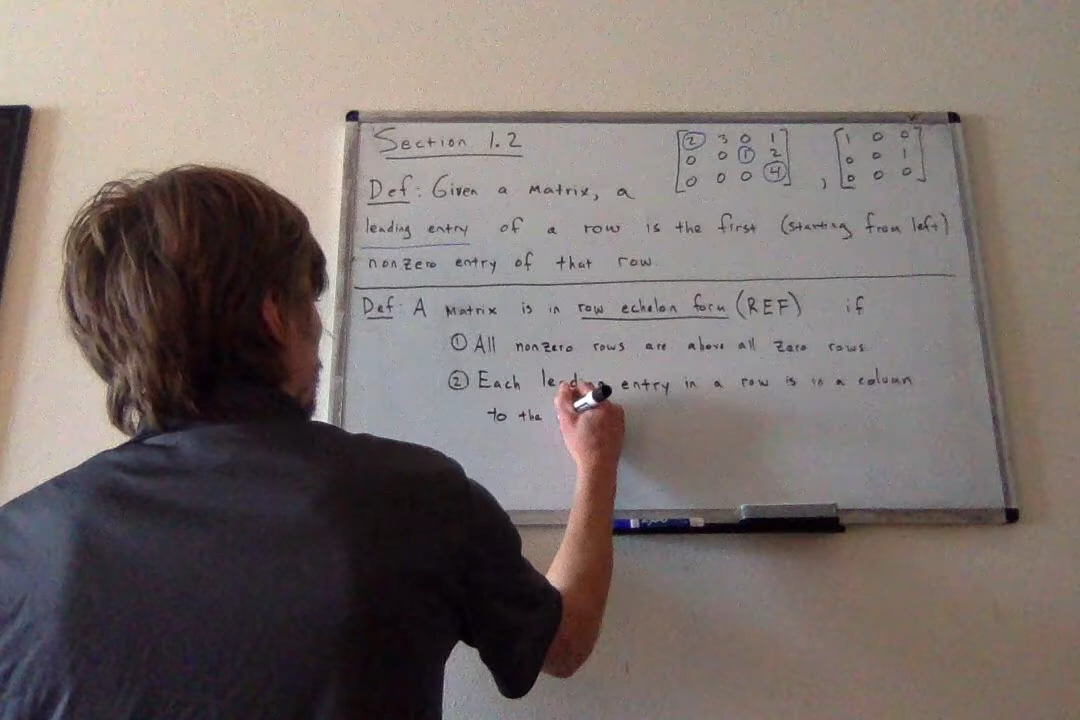 Section 1.2
2 3 0 1
0 0 1 2
0 0 0 4
,
1 0 0
0 0 1
0 0 0
Def: Given a matrix, a
leading entry of a row is the first (starting from left)
nonzero entry of that row.
Def: A matrix is in row echelon form (REF) if
① All nonzero rows are above all zero rows.
② Each leading entry in a row is in a column
to the